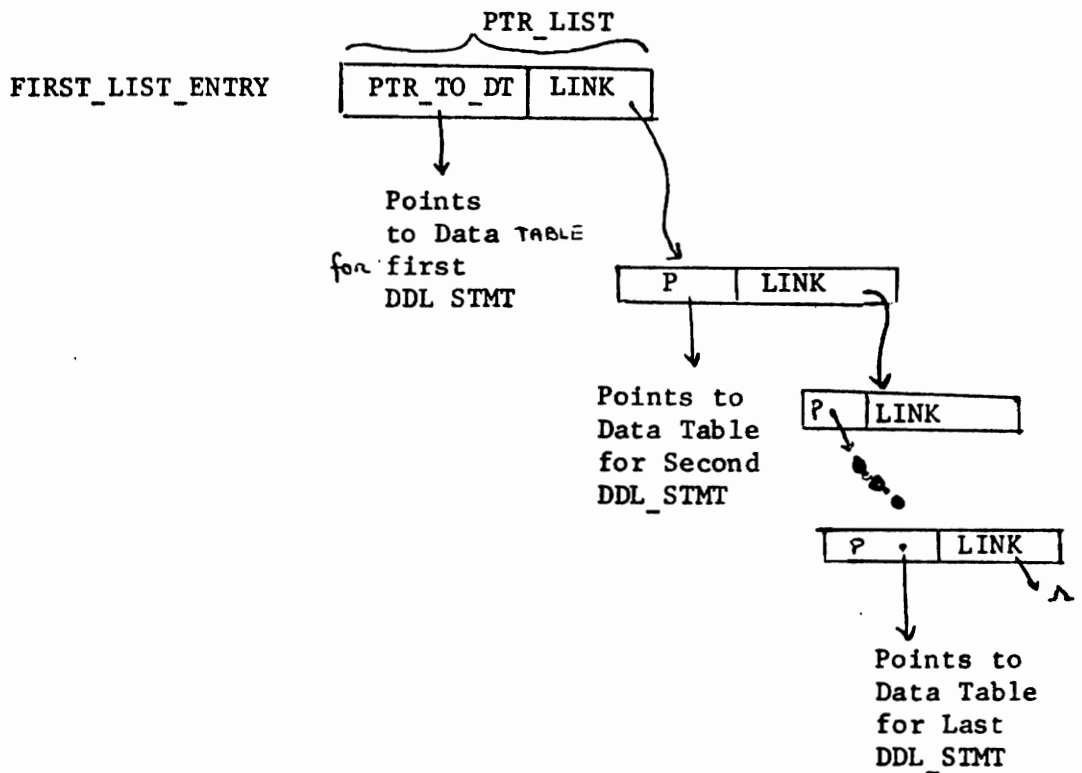 PTR_LIST
FIRST_LIST_ENTRY
PTR_TO_DT LINK
Points
to Data TABLE
for first
DDL STMT
P LINK
Points to
Data Table
for Second
DDL_STMT
P LINK
P LINK
Points to
Data Table
for Last
DDL_STMT